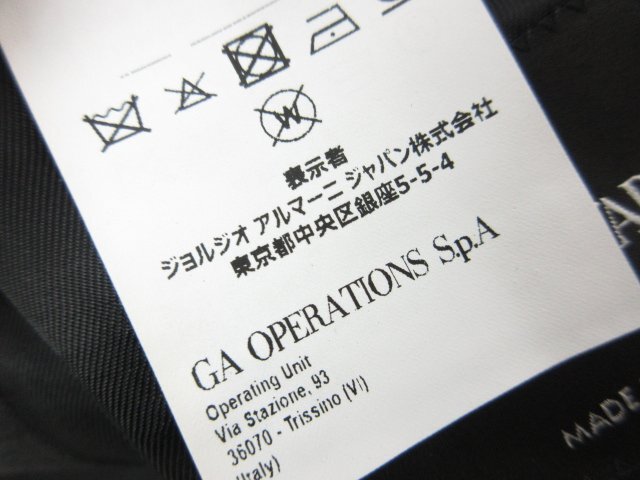 W
表示者
ジョルジオ アルマーニ ジャパン株式会社
東京都中央区銀座5-5-4
GA OPERATIONS S.p.A
Operating Unit
Via Stazione, 93
36070 - Trissino (VI)
(Italy)
MADE